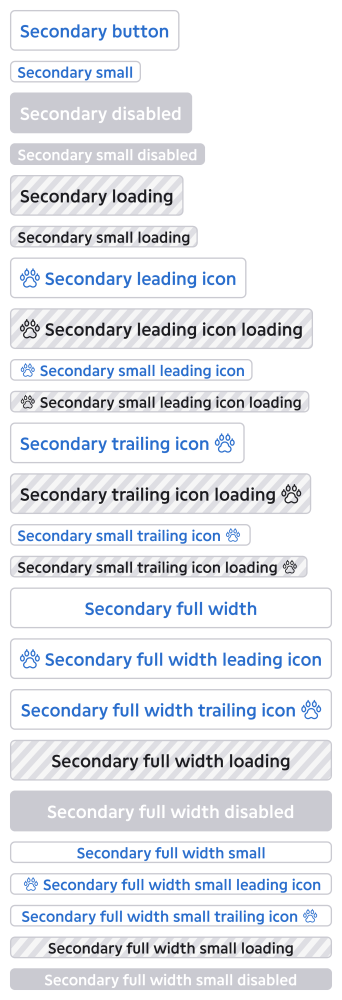 Secondary button
Secondary small
Secondary disabled
Secondary small disabled
Secondary loading
Secondary small loading
Secondary leading icon
Secondary leading icon loading
Secondary small leading icon
Secondary small leading icon loading
Secondary trailing icon
Secondary trailing icon loading
Secondary small trailing icon
Secondary small trailing icon loading
Secondary full width
Secondary full width leading icon
Secondary full width trailing icon
Secondary full width loading
Secondary full width disabled
Secondary full width small
Secondary full width small leading icon
Secondary full width small trailing icon
Secondary full width small loading
Secondary full width small disabled